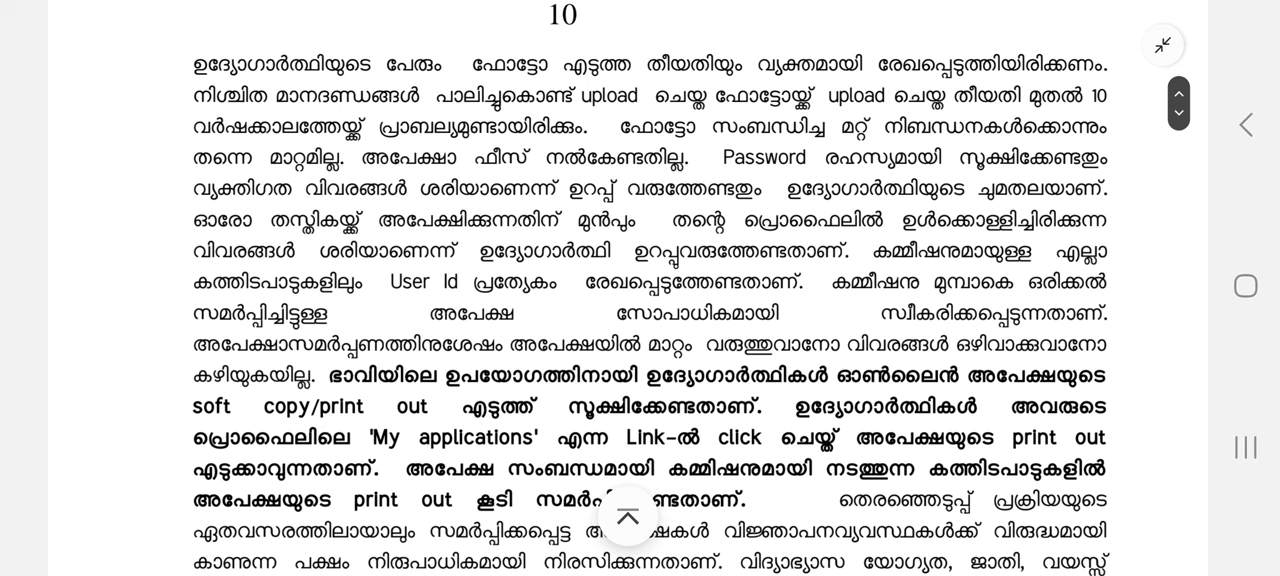 10
ഉദ്യോഗാർത്ഥിയുടെ പേരും ഫോട്ടോ എടുത്ത തീയതിയും വ്യക്തമായി രേഖപ്പെടുത്തിയിരിക്കണം.
നിശ്ചിത മാനദണ്ഡങ്ങൾ പാലിച്ചുകൊണ്ട് upload ചെയ്ത ഫോട്ടോയ്ക്ക് upload ചെയ്ത തീയതി മുതൽ 10
വർഷക്കാലത്തേയ്ക്ക് പ്രാബല്യമുണ്ടായിരിക്കും. ഫോട്ടോ സംബന്ധിച്ച മറ്റ് നിബന്ധനകൾക്കൊന്നും
തന്നെ മാറ്റമില്ല. അപേക്ഷാ ഫീസ് നൽകേണ്ടതില്ല. Password രഹസ്യമായി സൂക്ഷിക്കേണ്ടതും
വ്യക്തിഗത വിവരങ്ങൾ ശരിയാണെന്ന് ഉറപ്പ് വരുത്തേണ്ടതും ഉദ്യോഗാർത്ഥിയുടെ ചുമതലയാണ്.
ഓരോ തസ്തികയ്ക്ക് അപേക്ഷിക്കുന്നതിന് മുൻപും തന്റെ പ്രൊഫൈലിൽ ഉൾക്കൊള്ളിച്ചിരിക്കുന്ന
വിവരങ്ങൾ ശരിയാണെന്ന് ഉദ്യോഗാർത്ഥി ഉറപ്പുവരുത്തേണ്ടതാണ്. കമ്മീഷനുമായുള്ള എല്ലാ
കത്തിടപാടുകളിലും User Id പ്രത്യേകം രേഖപ്പെടുത്തേണ്ടതാണ്. കമ്മീഷനു മുമ്പാകെ ഒരിക്കൽ
സമർപ്പിച്ചിട്ടുള്ള അപേക്ഷ സോപാധികമായി സ്വീകരിക്കപ്പെടുന്നതാണ്.
അപേക്ഷാസമർപ്പണത്തിനുശേഷം അപേക്ഷയിൽ മാറ്റം വരുത്തുവാനോ വിവരങ്ങൾ ഒഴിവാക്കുവാനോ
കഴിയുകയില്ല. ഭാവിയിലെ ഉപയോഗത്തിനായി ഉദ്യോഗാർത്ഥികൾ ഓൺലൈൻ അപേക്ഷയുടെ
soft copy/print out എടുത്ത് സൂക്ഷിക്കേണ്ടതാണ്. ഉദ്യോഗാർത്ഥികൾ അവരുടെ
പ്രൊഫൈലിലെ 'My applications' എന്ന Link-ൽ click ചെയ്ത് അപേക്ഷയുടെ print out
എടുക്കാവുന്നതാണ്. അപേക്ഷ സംബന്ധമായി കമ്മിഷനുമായി നടത്തുന്ന കത്തിടപാടുകളിൽ
അപേക്ഷയുടെ print out കൂടി തെരഞ്ഞെടുപ്പ് പ്രക്രിയയുടെ
ഏതവസരത്തിലായാലും സമർപ്പിക്കപ്പെട്ട വിജ്ഞാപനവ്യവസ്ഥകൾക്ക് വിരുദ്ധമായി
കാണുന്ന പക്ഷം നിരുപാധികമായി നിരസിക്കുന്നതാണ്. വിദ്യാഭ്യാസ യോഗ്യത, ജാതി, വയസ്സ്